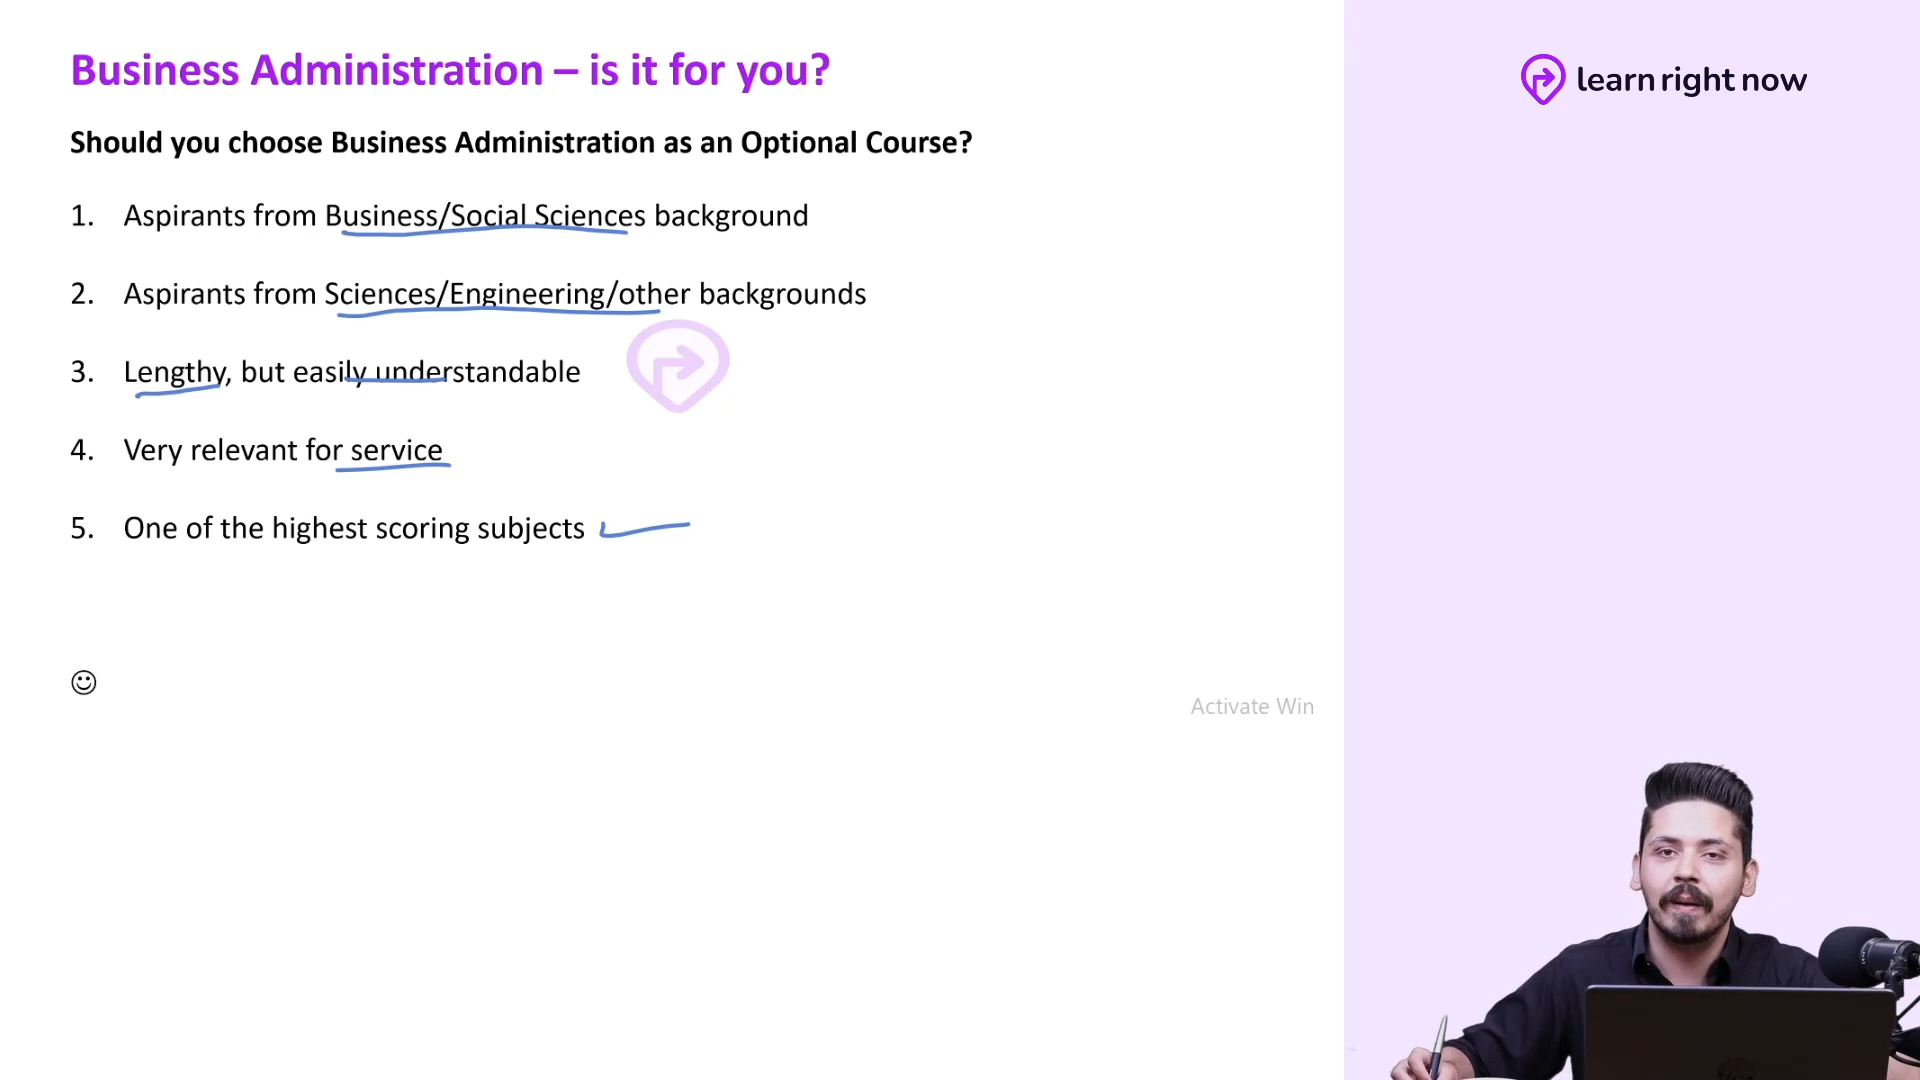 Business Administration – is it for you?
learn right now
Should you choose Business Administration as an Optional Course?
1. Aspirants from Business/Social Sciences background
2. Aspirants from Sciences/Engineering/other backgrounds
3. Lengthy, but easily understandable
4. Very relevant for service
5. One of the highest scoring subjects
☺
Activate Win